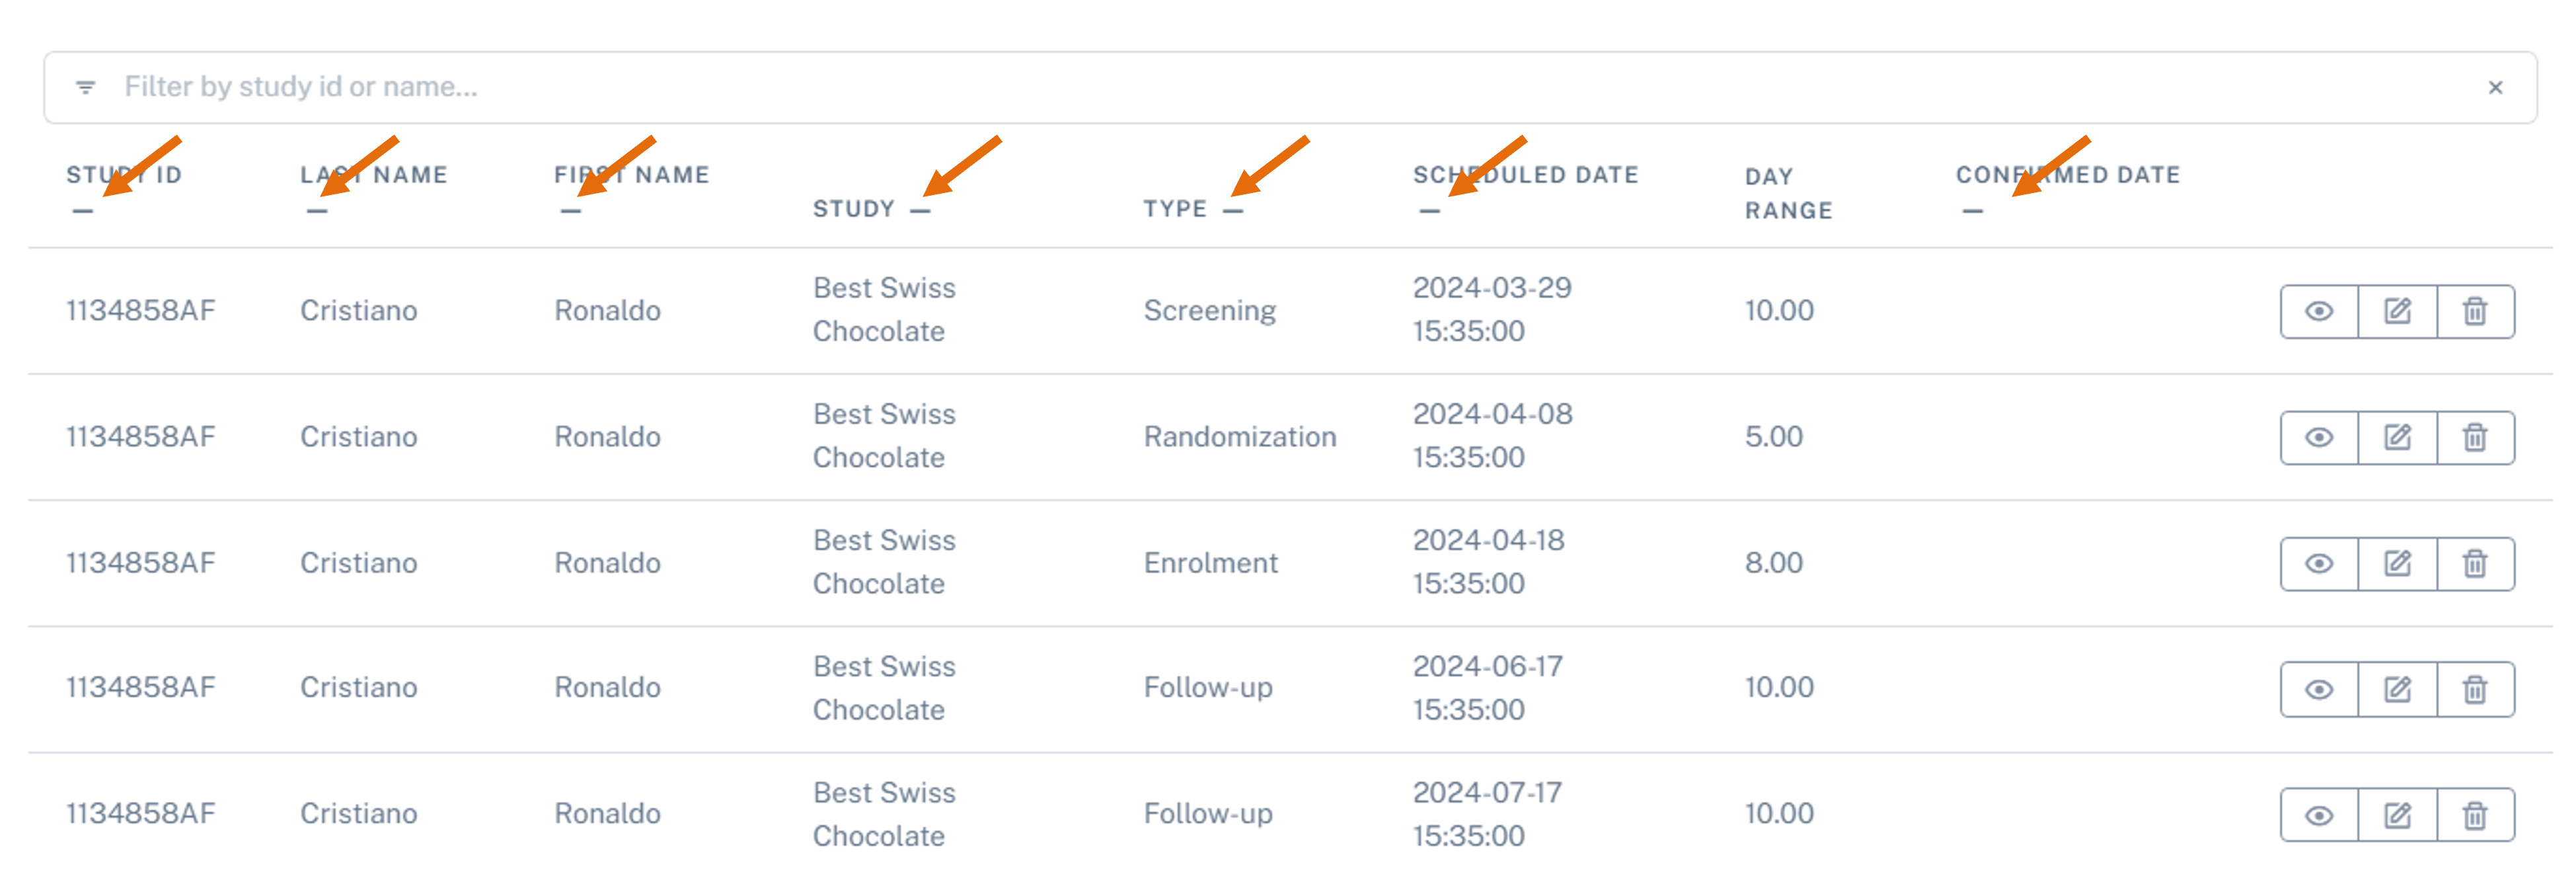 Filter by study id or name...
STUDY ID — LAST NAME — FIRST NAME — STUDY — TYPE — SCHEDULED DATE — DAY RANGE CONFIRMED DATE —
1134858AF Cristiano Ronaldo Best Swiss Chocolate Screening 2024-03-29 15:35:00 10.00
1134858AF Cristiano Ronaldo Best Swiss Chocolate Randomization 2024-04-08 15:35:00 5.00
1134858AF Cristiano Ronaldo Best Swiss Chocolate Enrolment 2024-04-18 15:35:00 8.00
1134858AF Cristiano Ronaldo Best Swiss Chocolate Follow-up 2024-06-17 15:35:00 10.00
1134858AF Cristiano Ronaldo Best Swiss Chocolate Follow-up 2024-07-17 15:35:00 10.00